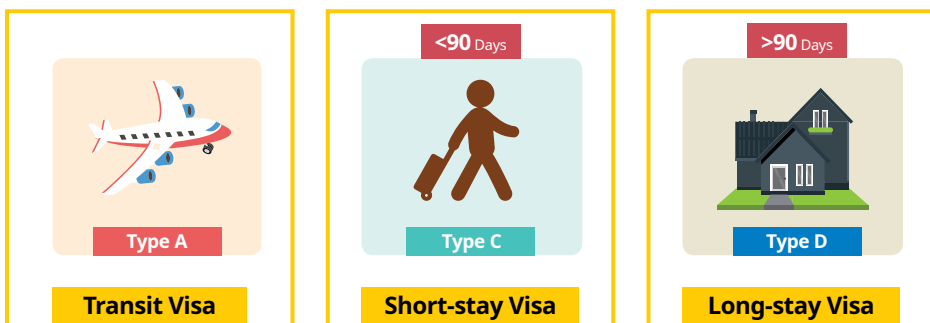 Type A
Transit Visa
<90 Days
Type C
Short-stay Visa
>90 Days
Type D
Long-stay Visa